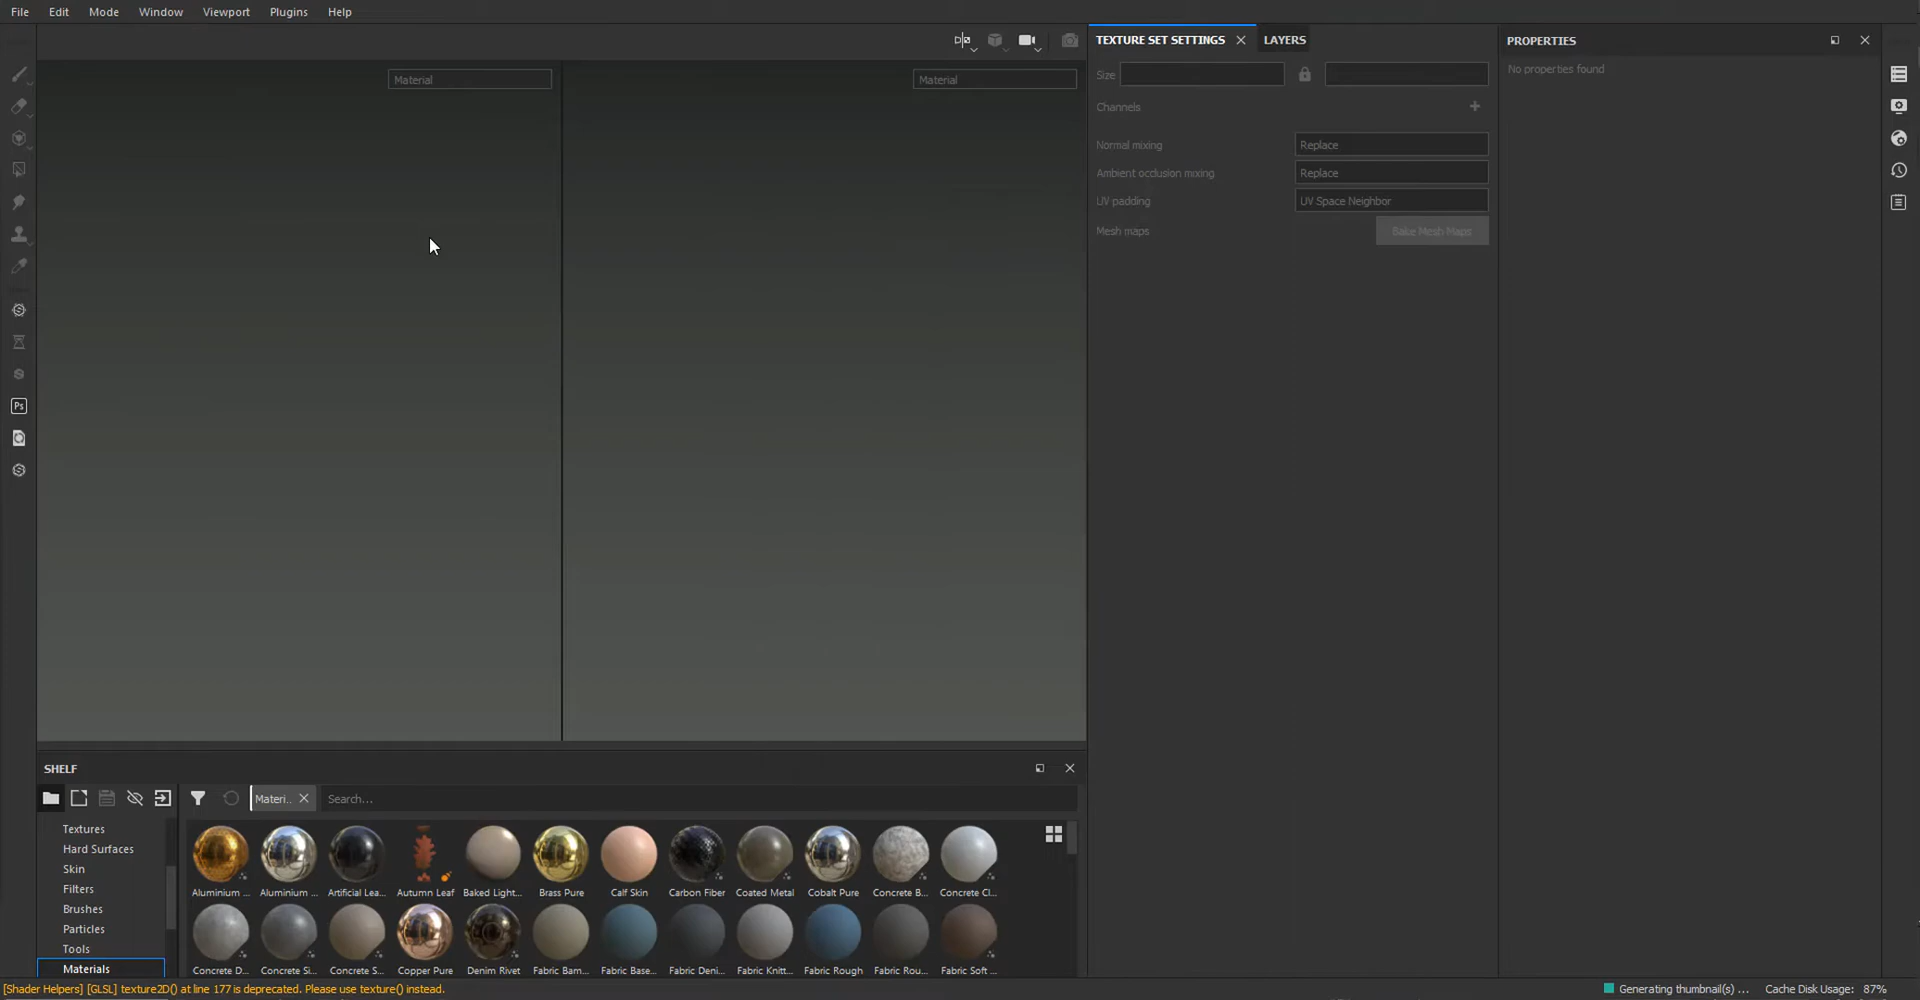 File Edit Mode Window Viewport Plugins Help
TEXTURE SET SETTINGS LAYERS
PROPERTIES
Material Material
Size
No properties found
Channels
Normal mixing Replace
Ambient occlusion mixing Replace
UV padding UV Space Neighbor
Mesh maps Bake Mesh Maps
Ps
SHELF
Materi.. Search...
Textures
Hard Surfaces
Skin
Filters
Brushes
Particles
Tools
Materials
Aluminium ... Aluminium ... Artificial Lea... Autumn Leaf Baked Light... Brass Pure Calf Skin Carbon Fiber Coated Metal Cobalt Pure Concrete B... Concrete Cl...
Concrete D... Concrete Si... Concrete S... Copper Pure Denim Rivet Fabric Bam... Fabric Base... Fabric Deni... Fabric Knitt... Fabric Rough Fabric Rou... Fabric Soft ...
[Shader Helpers] [GLSL] texture2D() at line 177 is deprecated. Please use texture() instead.
Generating thumbnail(s) ... Cache Disk Usage: 87%